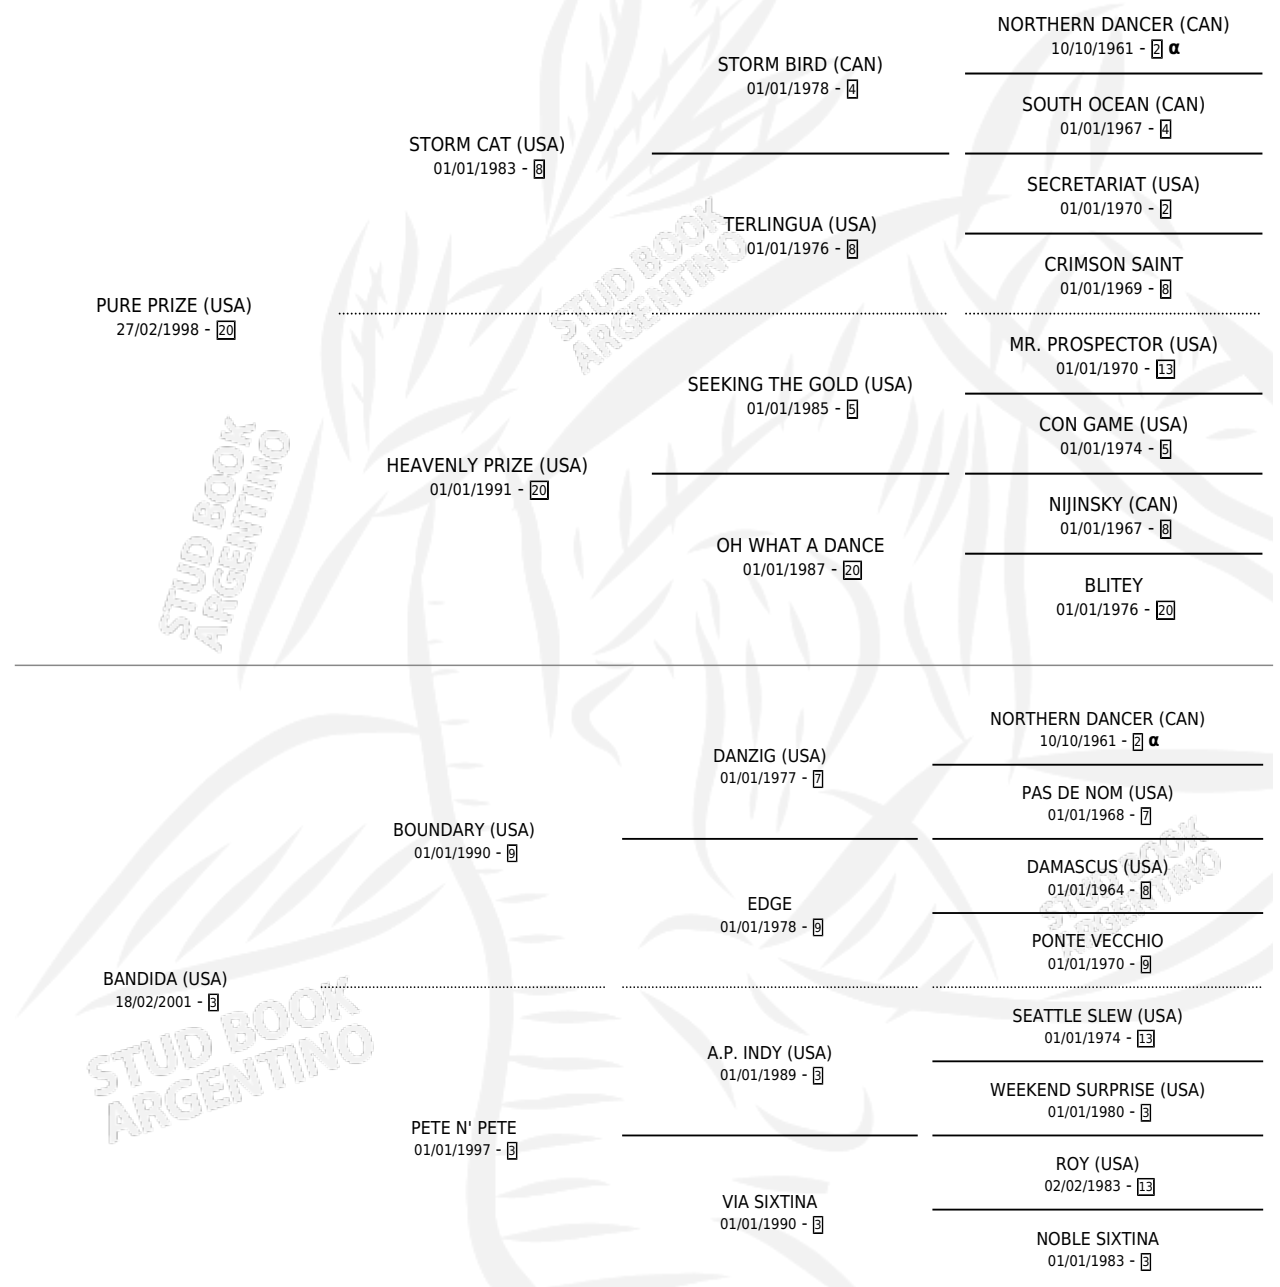 NORTHERN DANCER (CAN)
10/10/1961 - 2 α
STORM BIRD (CAN)
01/01/1978 - 4
SOUTH OCEAN (CAN)
01/01/1967 - 4
STORM CAT (USA)
01/01/1983 - 8
SECRETARIAT (USA)
01/01/1970 - 2
TERLINGUA (USA)
01/01/1976 - 8
CRIMSON SAINT
01/01/1969 - 8
STUD BOOK
ARGENTINO
PURE PRIZE (USA)
27/02/1998 - 20
MR. PROSPECTOR (USA)
01/01/1970 - 13
SEEKING THE GOLD (USA)
01/01/1985 - 5
CON GAME (USA)
01/01/1974 - 5
HEAVENLY PRIZE (USA)
01/01/1991 - 20
NIJINSKY (CAN)
01/01/1967 - 8
OH WHAT A DANCE
01/01/1987 - 20
BLITEY
01/01/1976 - 20
STUD BOOK
ARGENTINO
NORTHERN DANCER (CAN)
10/10/1961 - 2 α
DANZIG (USA)
01/01/1977 - 7
PAS DE NOM (USA)
01/01/1968 - 7
BOUNDARY (USA)
01/01/1990 - 9
DAMASCUS (USA)
01/01/1964 - 8
EDGE
01/01/1978 - 9
PONTE VECCHIO
01/01/1970 - 9
STUD BOOK
ARGENTINO
BANDIDA (USA)
18/02/2001 - 3
SEATTLE SLEW (USA)
01/01/1974 - 13
A.P. INDY (USA)
01/01/1989 - 3
WEEKEND SURPRISE (USA)
01/01/1980 - 3
PETE N' PETE
01/01/1997 - 3
ROY (USA)
02/02/1983 - 13
VIA SIXTINA
01/01/1990 - 3
NOBLE SIXTINA
01/01/1983 - 3
STUD BOOK
ARGENTINO